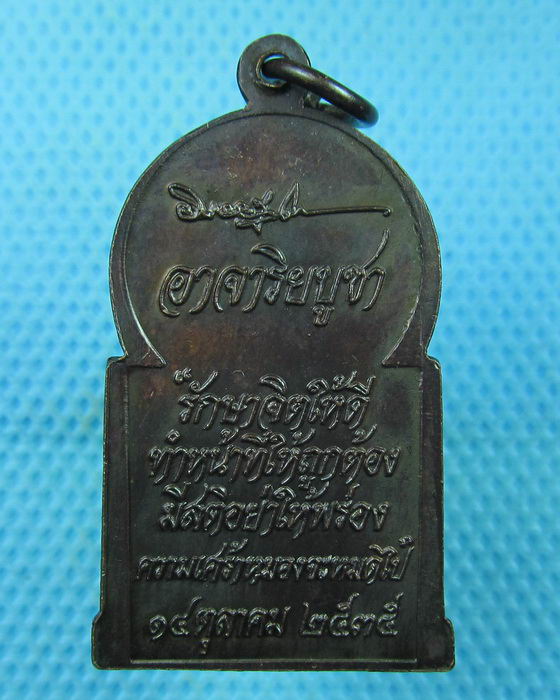 อาจาริยบูชา
“รักษาจิตให้ดี
ทำหน้าที่ให้ถูกต้อง
มีสติอย่าให้พร่อง
ความเศร้าหมองจะหมดไป
๑๔ ตุลาคม ๒๕๓๕